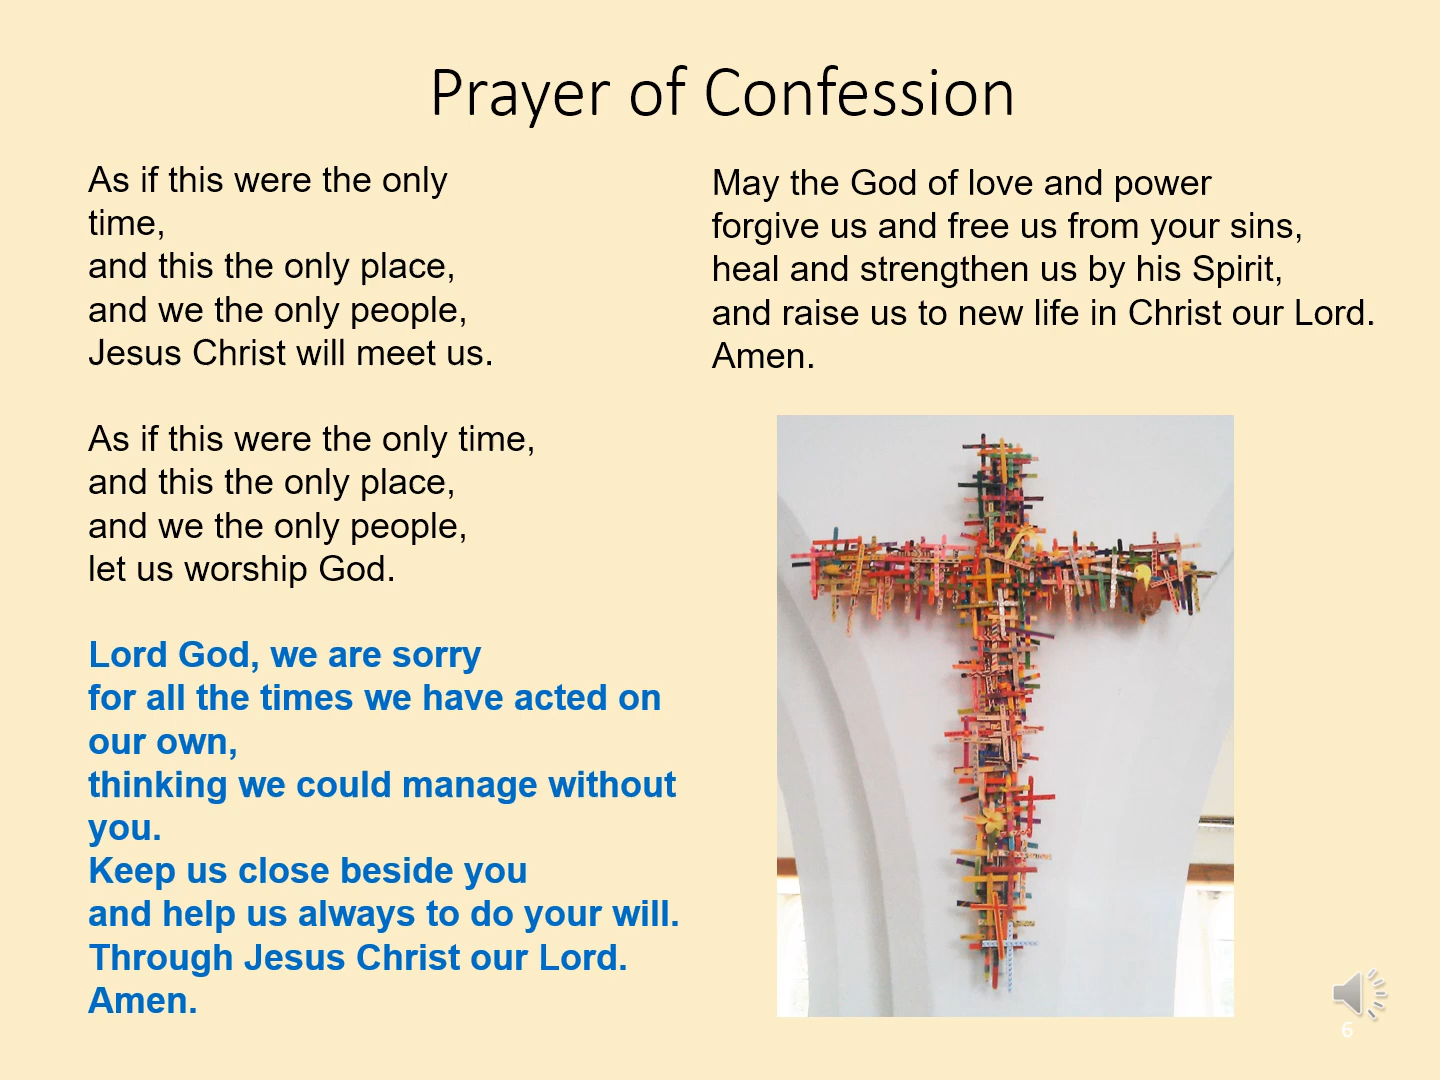 Prayer of Confession
As if this were the only
time,
and this the only place,
and we the only people,
Jesus Christ will meet us.
As if this were the only time,
and this the only place,
and we the only people,
let us worship God.
Lord God, we are sorry
for all the times we have acted on
our own,
thinking we could manage without
you.
Keep us close beside you
and help us always to do your will.
Through Jesus Christ our Lord.
Amen.
May the God of love and power
forgive us and free us from your sins,
heal and strengthen us by his Spirit,
and raise us to new life in Christ our Lord.
Amen.
6